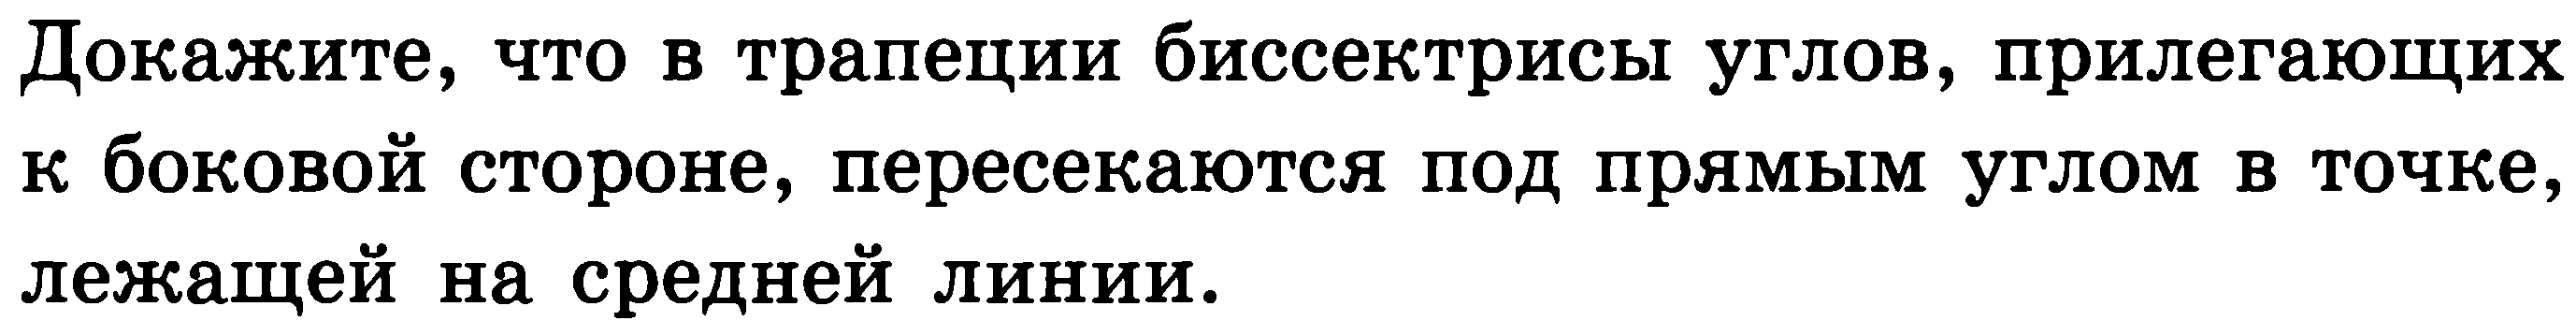 Докажите, что в трапеции биссектрисы углов, прилегающих
к боковой стороне, пересекаются под прямым углом в точке,
лежащей на средней линии.